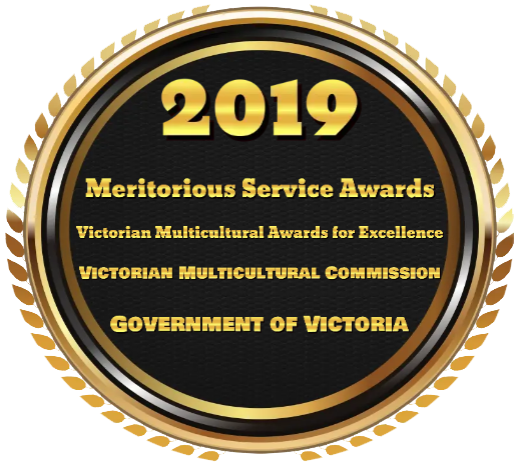 2019
Meritorious Service Awards
Victorian Multicultural Awards for Excellence
Victorian Multicultural Commission
Government of Victoria